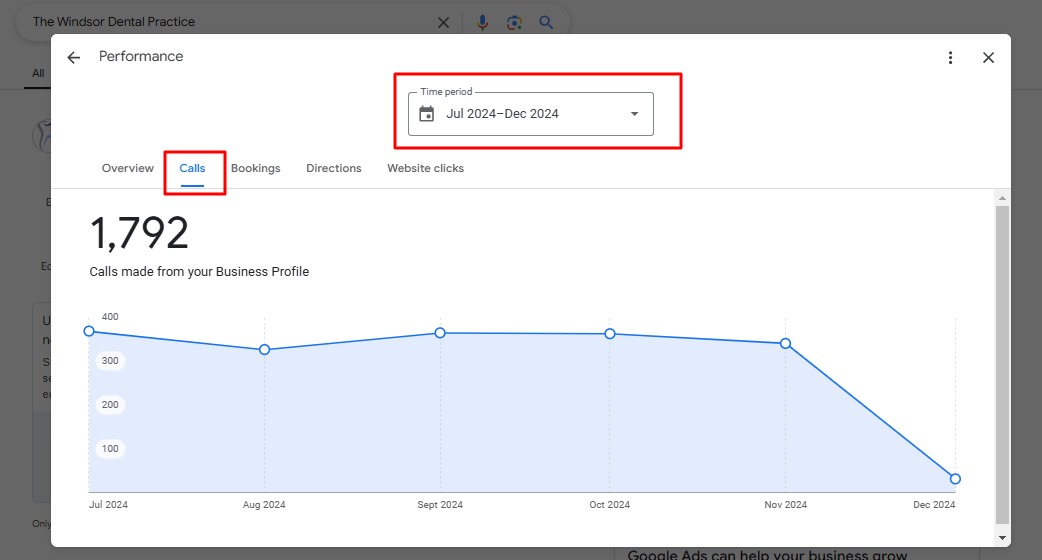 The Windsor Dental Practice
All
Performance
Time period
Jul 2024–Dec 2024
Overview
Calls
Bookings
Directions
Website clicks
1,792
Calls made from your Business Profile
400
300
200
100
Jul 2024
Aug 2024
Sept 2024
Oct 2024
Nov 2024
Dec 2024
Only
Google Ads can help your business grow